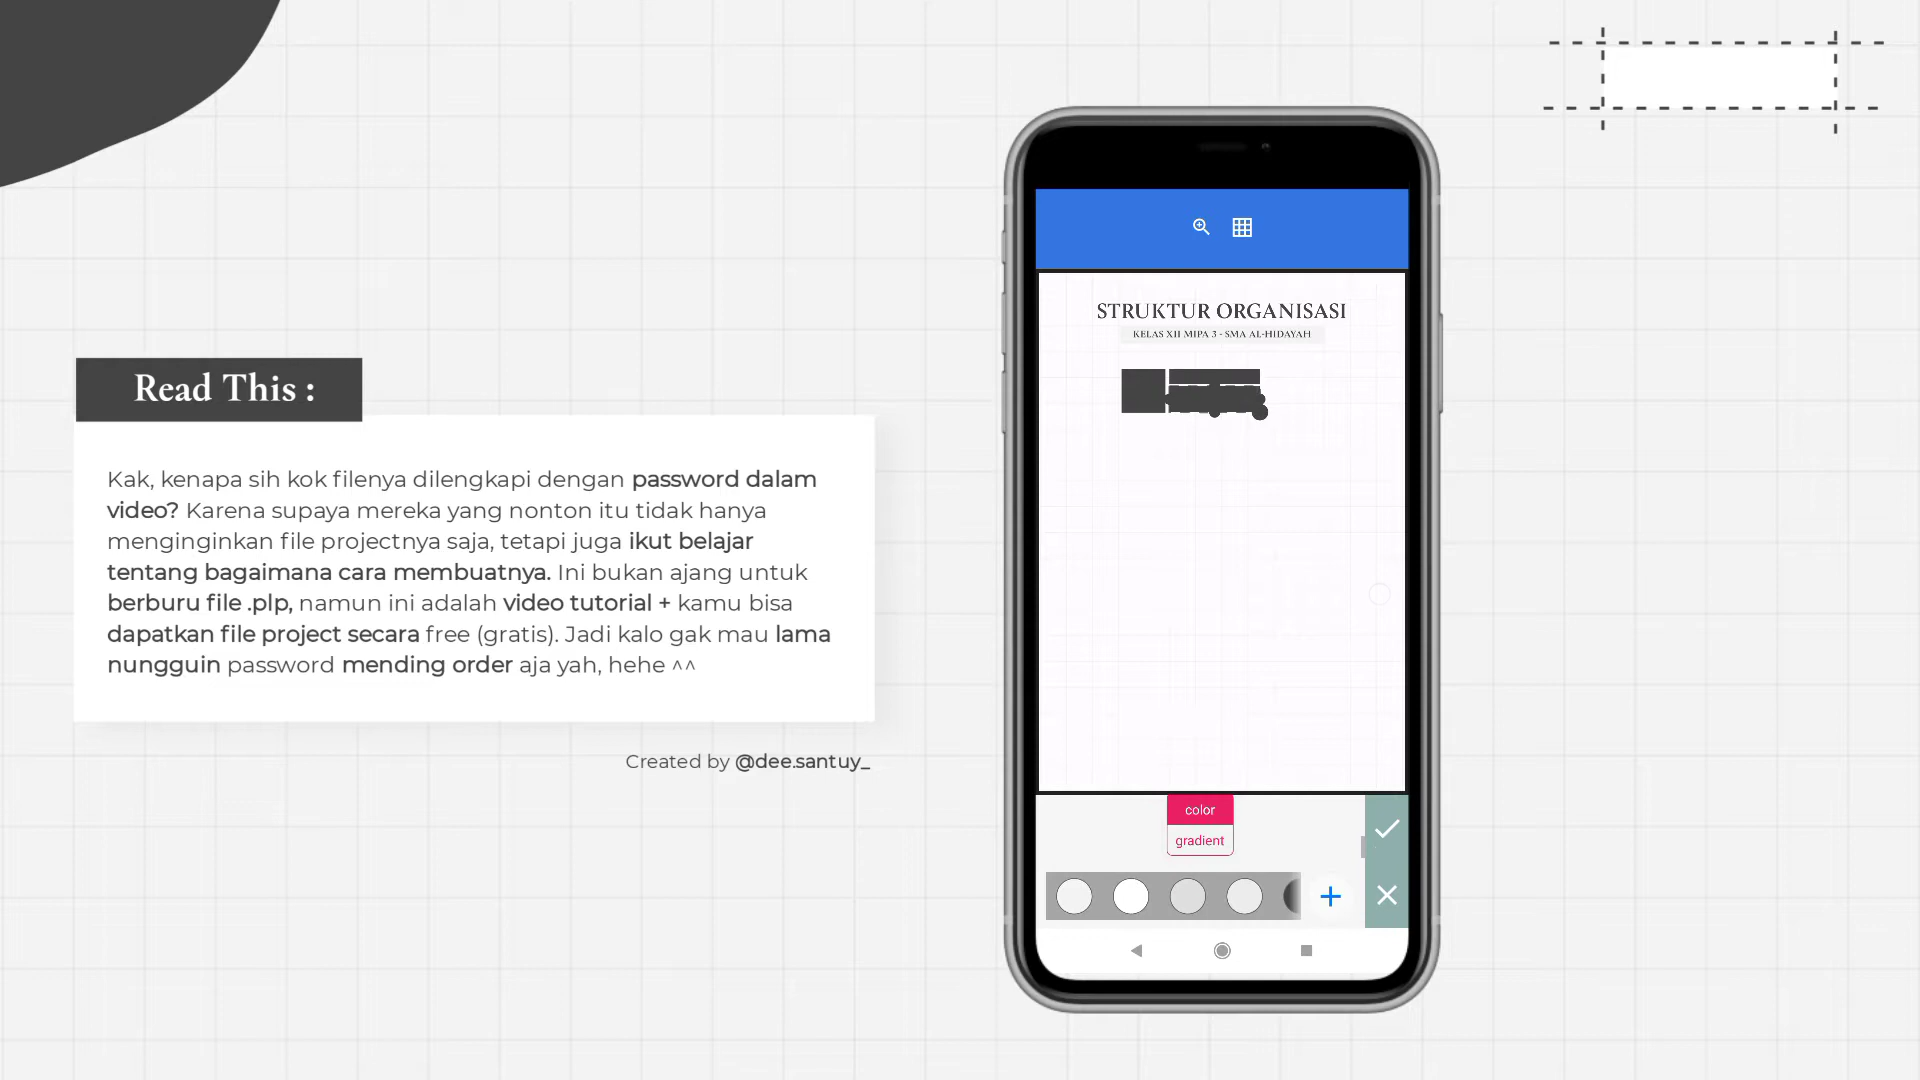 Read This :
Kak, kenapa sih kok filenya dilengkapi dengan password dalam
video? Karena supaya mereka yang nonton itu tidak hanya
menginginkan file projectnya saja, tetapi juga ikut belajar
tentang bagaimana cara membuatnya. Ini bukan ajang untuk
berburu file .plp, namun ini adalah video tutorial + kamu bisa
dapatkan file project secara free (gratis). Jadi kalo gak mau lama
nungguin password mending order aja yah, hehe ^^
Created by @dee.santuy_
STRUKTUR ORGANISASI
KELAS XII MIPA 3 - SMA AL-HIDAYAH
color
gradient